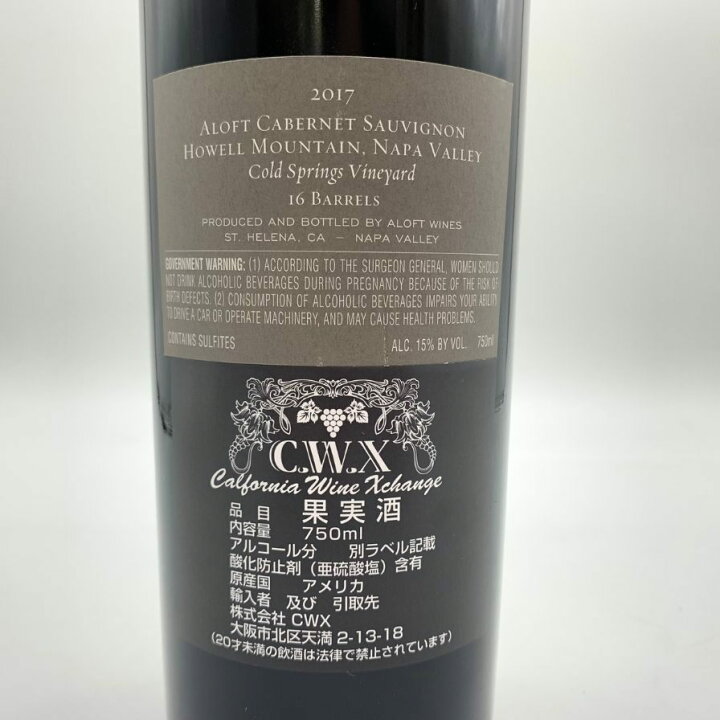 2017
ALOFT CABERNET SAUVIGNON
HOWELL MOUNTAIN, NAPA VALLEY
Cold Springs Vineyard
16 BARRELS
PRODUCED AND BOTTLED BY ALOFT WINES
ST. HELENA, CA – NAPA VALLEY
GOVERNMENT WARNING: (1) ACCORDING TO THE SURGEON GENERAL, WOMEN SHOULD
NOT DRINK ALCOHOLIC BEVERAGES DURING PREGNANCY BECAUSE OF THE RISK OF
BIRTH DEFECTS. (2) CONSUMPTION OF ALCOHOLIC BEVERAGES IMPAIRS YOUR ABILITY
TO DRIVE A CAR OR OPERATE MACHINERY, AND MAY CAUSE HEALTH PROBLEMS.
CONTAINS SULFITES ALC. 15% BY VOL. 750ml
C.W.X
Calfornia Wine Xchange
品 目 果実酒
内容量 750ml
アルコール分 別ラベル記載
酸化防止剤（亜硫酸塩）含有
原産国 アメリカ
輸入者 及び 引取先
株式会社 CWX
大阪市北区天満 2-13-18
(20才未満の飲酒は法律で禁止されています)